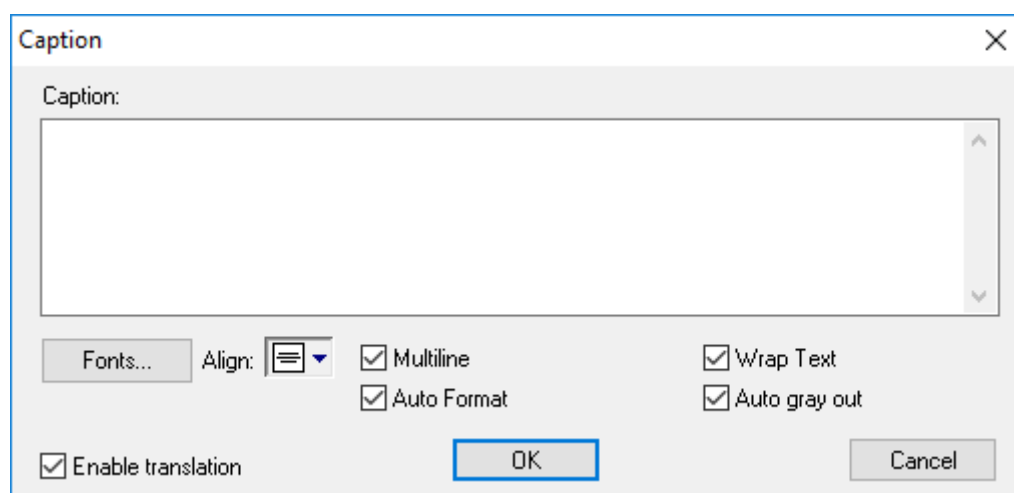 Caption
Caption:
Fonts... Align: Multiline Wrap Text
Auto Format Auto gray out
Enable translation OK Cancel